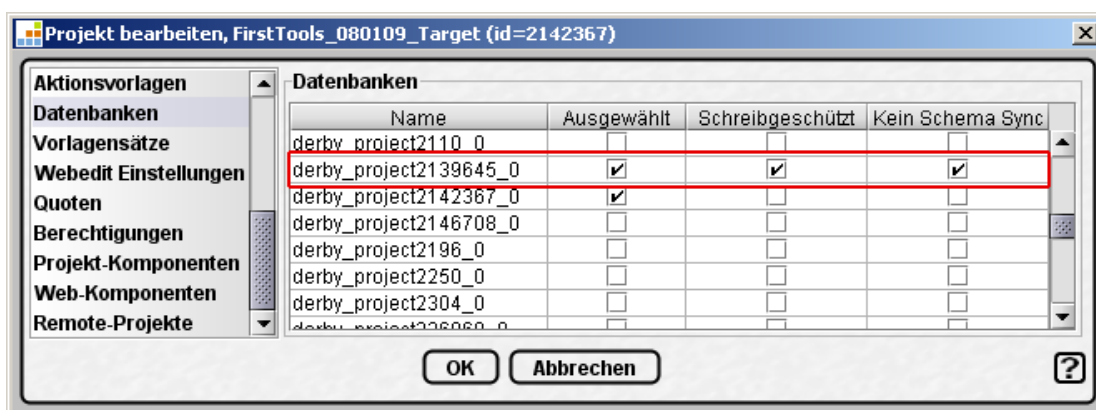 Projekt bearbeiten, FirstTools_080109_Target (id=2142367)
Aktionsvorlagen
Datenbanken
Vorlagensätze
Webedit Einstellungen
Quoten
Berechtigungen
Projekt-Komponenten
Web-Komponenten
Remote-Projekte
Datenbanken
Name Ausgewählt Schreibgeschützt Kein Schema Sync
derby_project2110_0
derby_project2139645_0
derby_project2142367_0
derby_project2146708_0
derby_project2196_0
derby_project2250_0
derby_project2304_0
OK Abbrechen ?